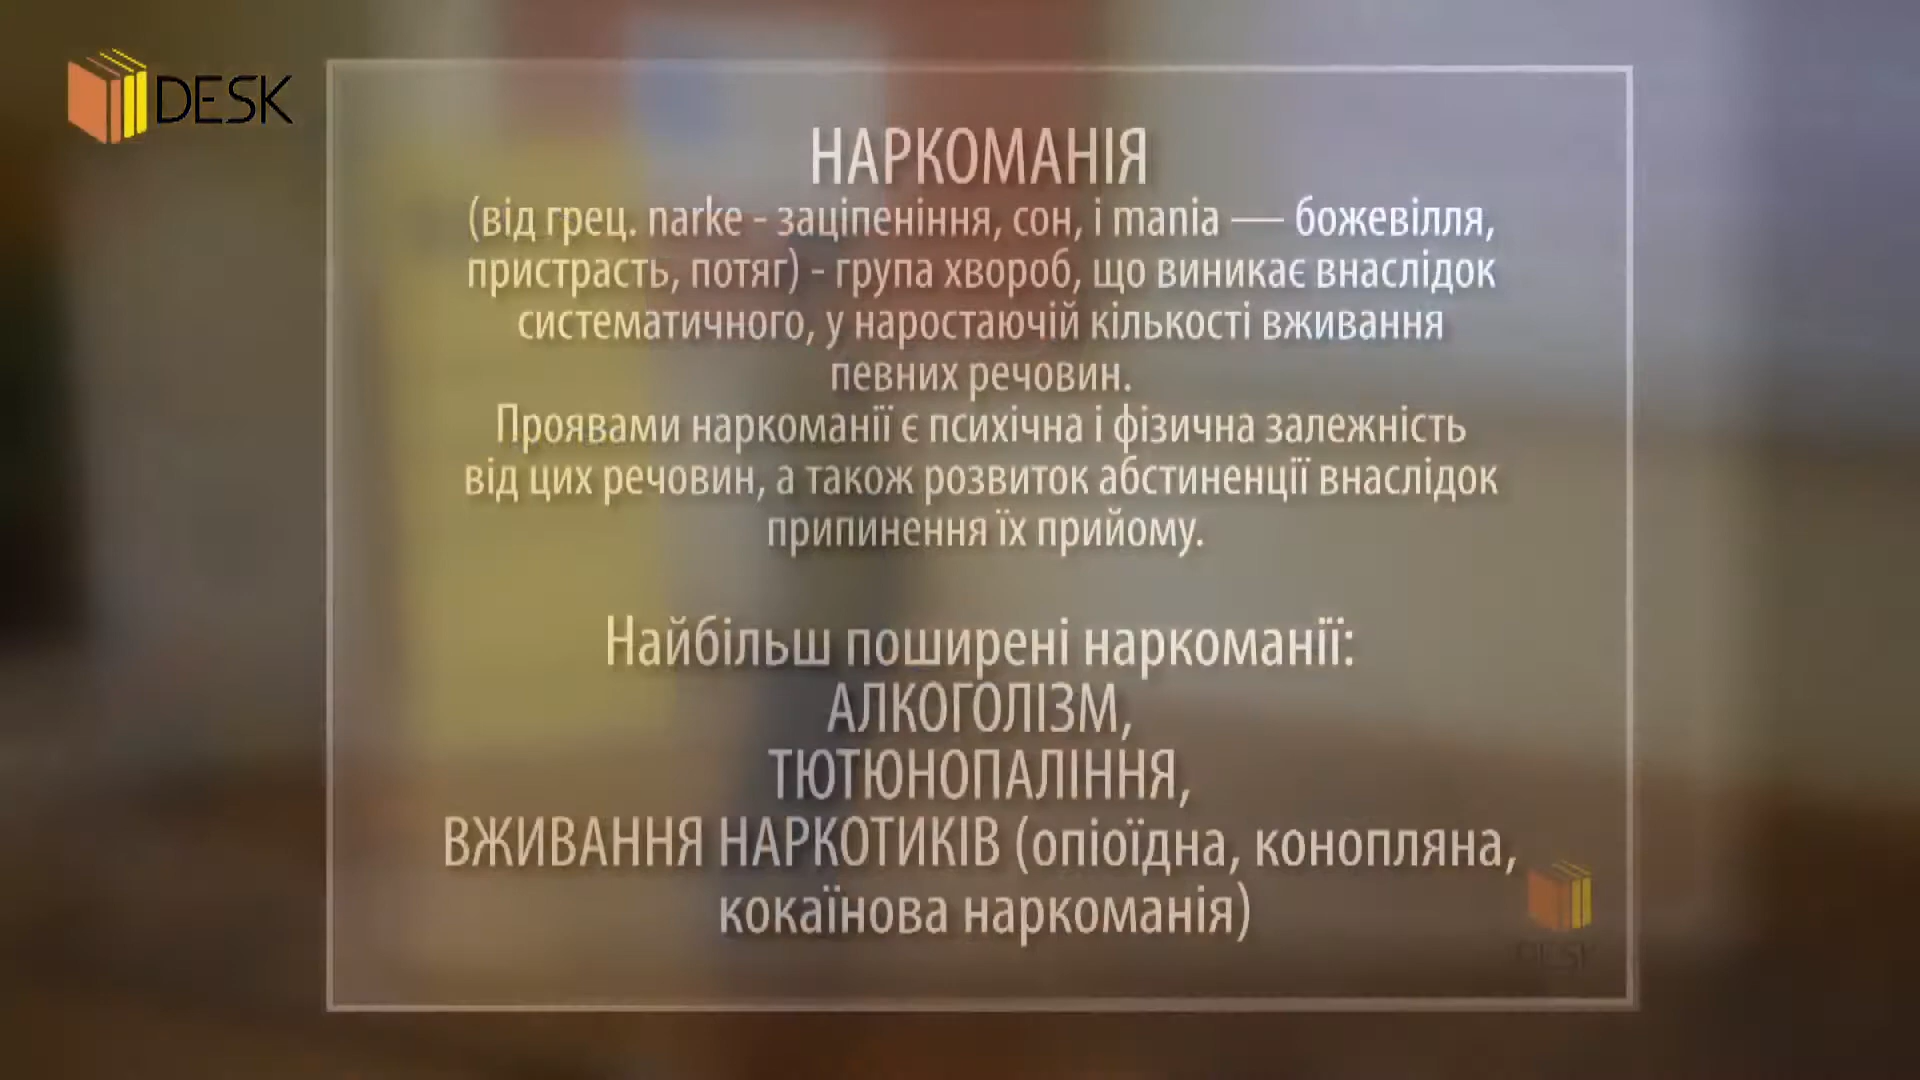 DESK
НАРКОМАНІЯ
(від грец. narke - заціпеніння, сон, і mania — божевілля,
пристрасть, потяг) - група хвороб, що виникає внаслідок
систематичного, у наростаючій кількості вживання
певних речовин.
Проявами наркоманії є психічна і фізична залежність
від цих речовин, а також розвиток абстиненції внаслідок
припинення їх прийому.
Найбільш поширені наркоманії:
АЛКОГОЛІЗМ,
ТЮТЮНОПАЛІННЯ,
ВЖИВАННЯ НАРКОТИКІВ (опіоїдна, конопляна,
кокаїнова наркоманія)
DESK